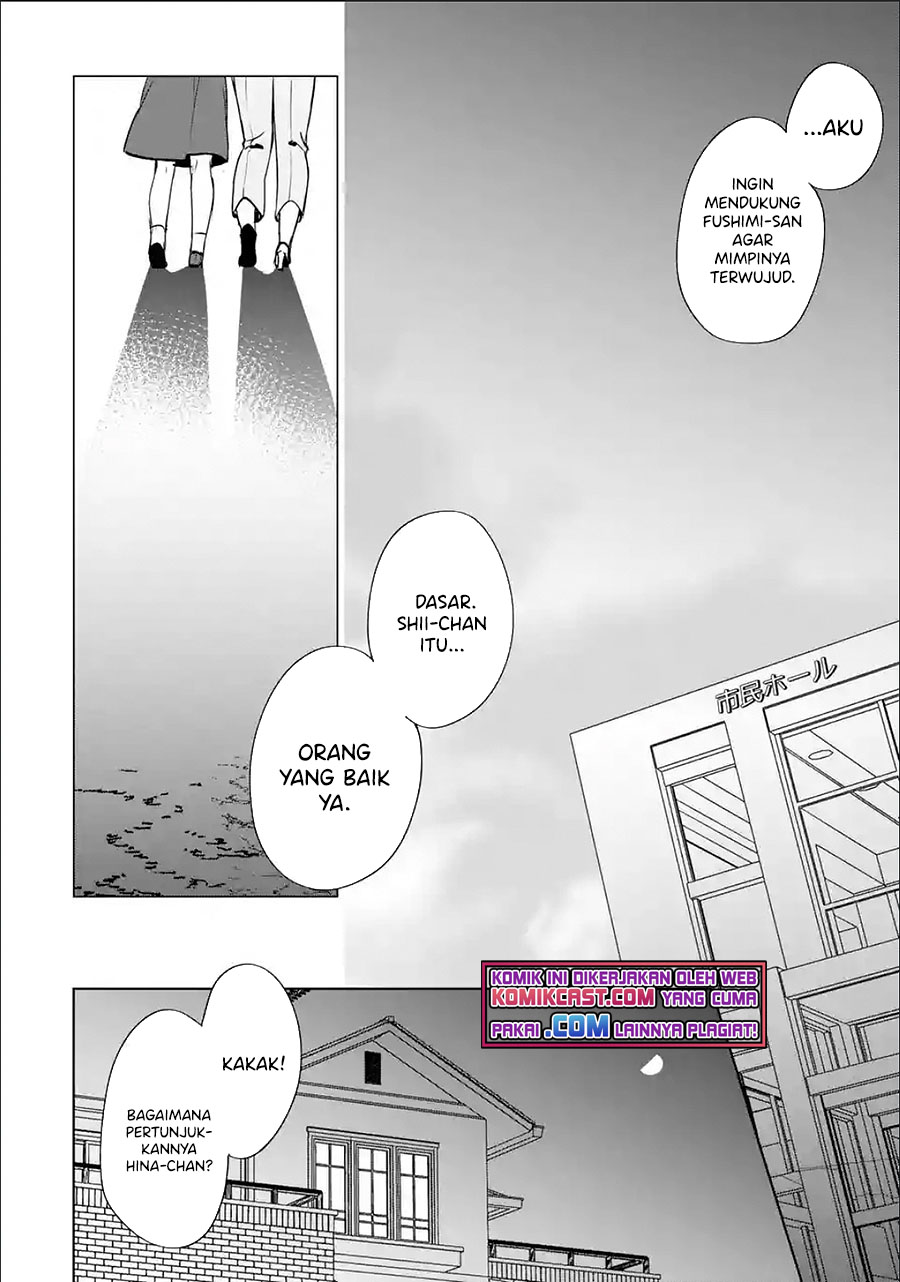 ...AKU
INGIN
MENDUKUNG
FUSHIMI-SAN
AGAR
MIMPINYA
TERWUJUD.
DASAR.
SHII-CHAN
ITU...
ORANG
YANG BAIK
YA.
市民ホール
KOMIK INI DIKERJAKAN OLEH WEB
KOMIKCAST.COM YANG CUMA
PAKAI .COM LAINNYA PLAGIAT!
KAKAK!
BAGAIMANA
PERTUNJUK-
KANNYA
HINA-CHAN?